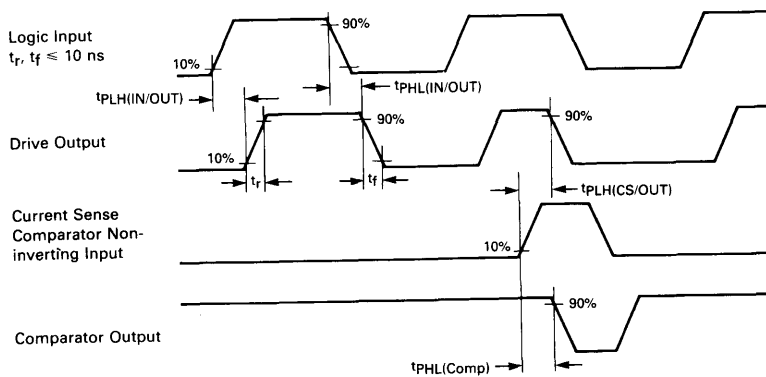 Logic Input
tr, tf ≤ 10 ns
90%
10%
tPLH(IN/OUT)
tPHL(IN/OUT)
Drive Output
90%
90%
10%
tr
tf
tPLH(CS/OUT)
Current Sense
Comparator Non-
inverting Input
10%
90%
Comparator Output
tPHL(Comp)